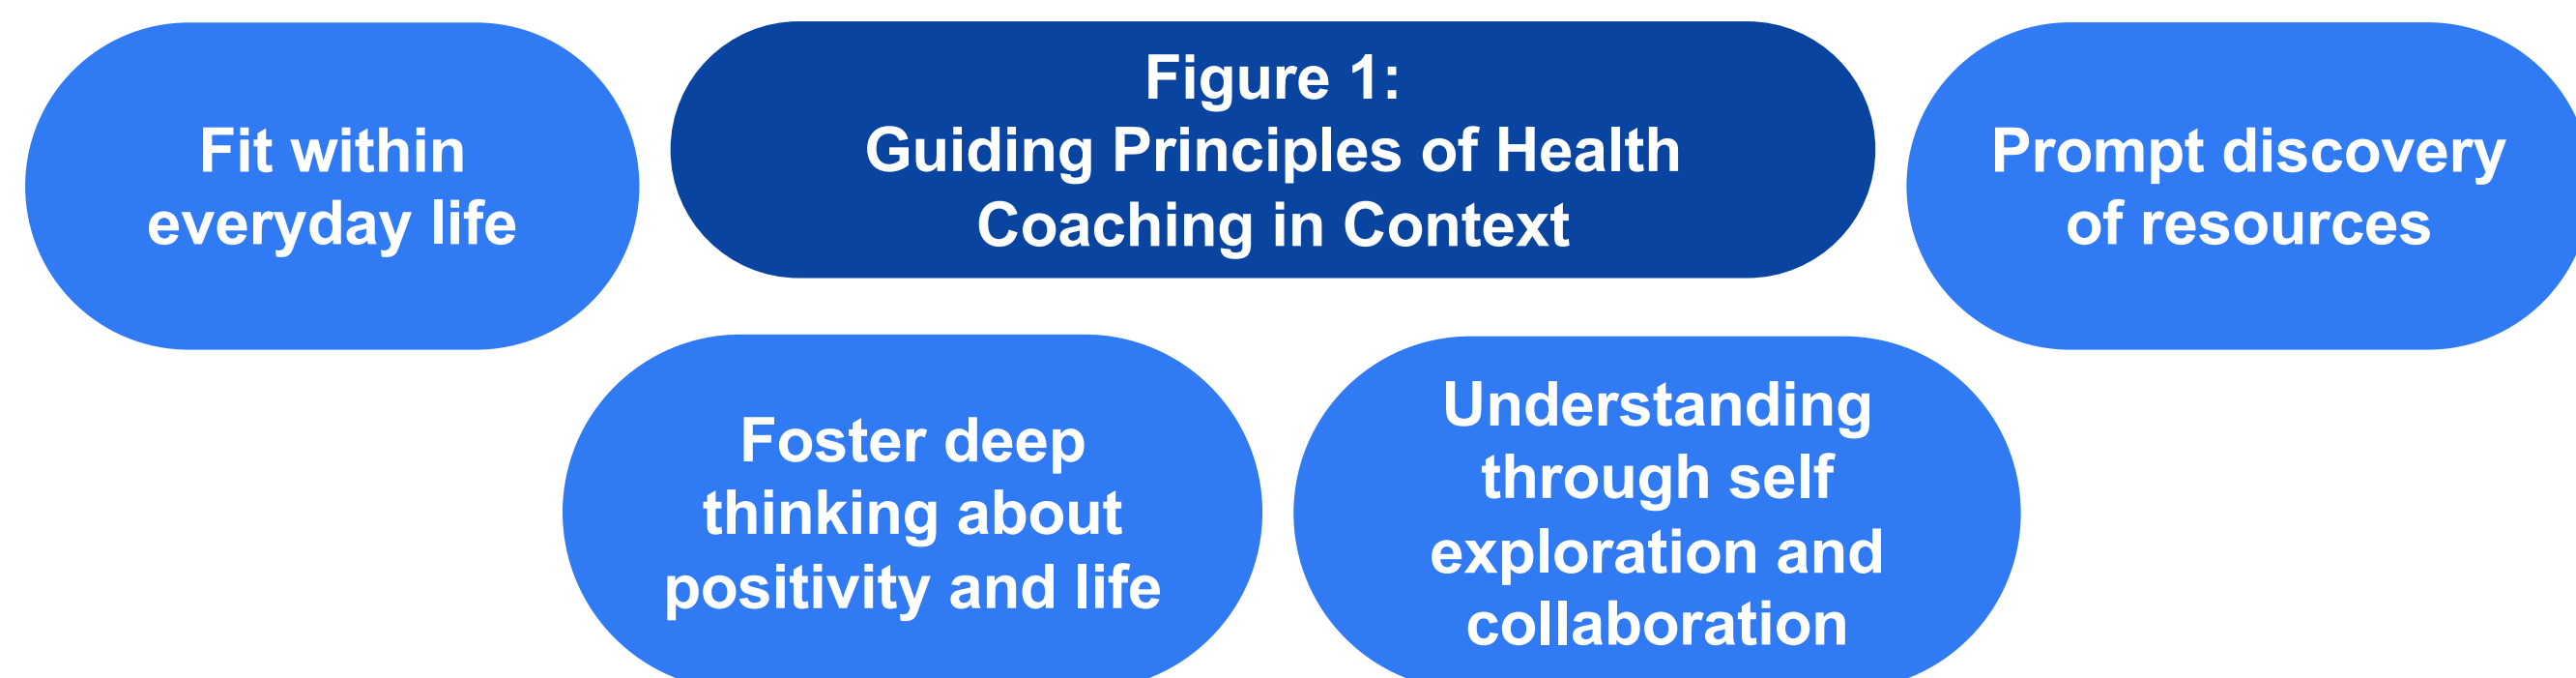 Fit within
everyday life
Figure 1:
Guiding Principles of Health
Coaching in Context
Prompt discovery
of resources
Foster deep
thinking about
positivity and life
Understanding
through self
exploration and
collaboration